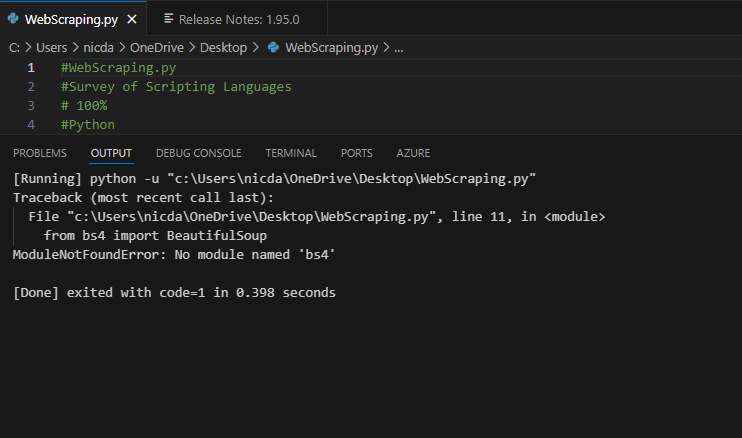 WebScraping.py Release Notes: 1.95.0
C: > Users > nicda > OneDrive > Desktop > WebScraping.py > ...
1 #WebScraping.py
2 #Survey of Scripting Languages
3 # 100%
4 #Python
PROBLEMS OUTPUT DEBUG CONSOLE TERMINAL PORTS AZURE
[Running] python -u "c:\Users\nicda\OneDrive\Desktop\WebScraping.py"
Traceback (most recent call last):
File "c:\Users\nicda\OneDrive\Desktop\WebScraping.py", line 11, in <module>
from bs4 import BeautifulSoup
ModuleNotFoundError: No module named 'bs4'
[Done] exited with code=1 in 0.398 seconds